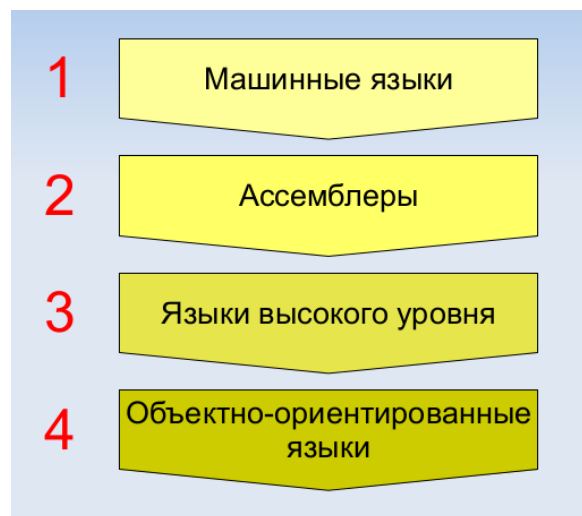 1
Машинные языки
2
Ассемблеры
3
Языки высокого уровня
4
Объектно-ориентированные
языки